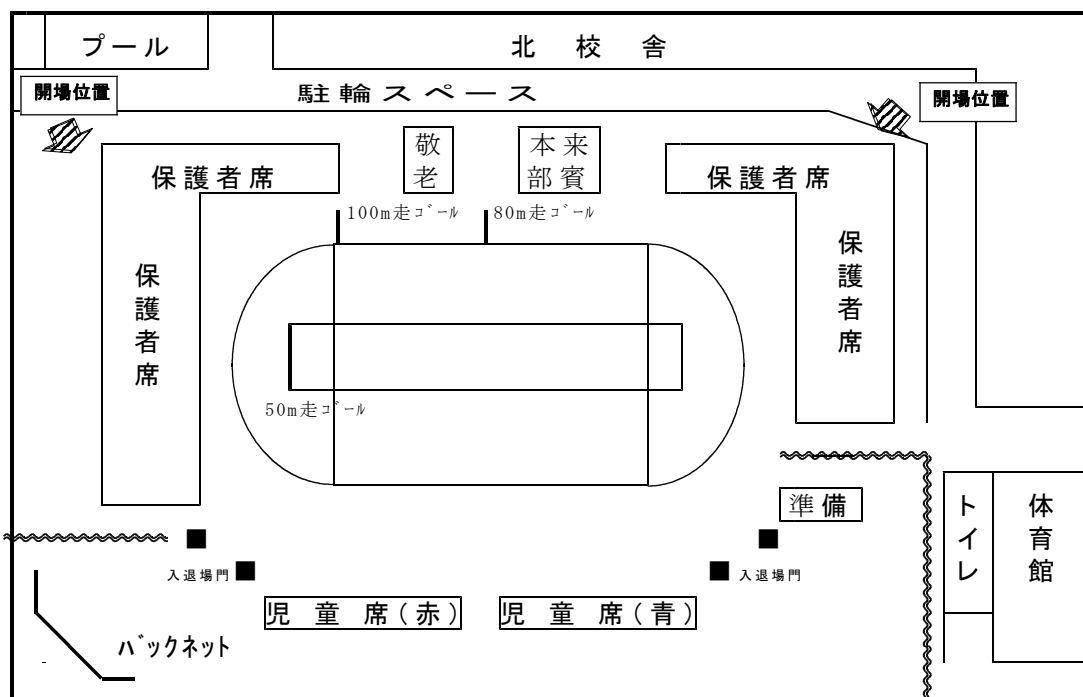 プール
北校舎
開場位置
駐輪スペース
開場位置
保護者席
敬老
本部
来賓
保護者席
100m走ゴール
80m走ゴール
保護者席
保護者席
50m走ゴール
準備
トイレ
体育館
入退場門
入退場門
児童席(赤)
児童席(青)
バックネット